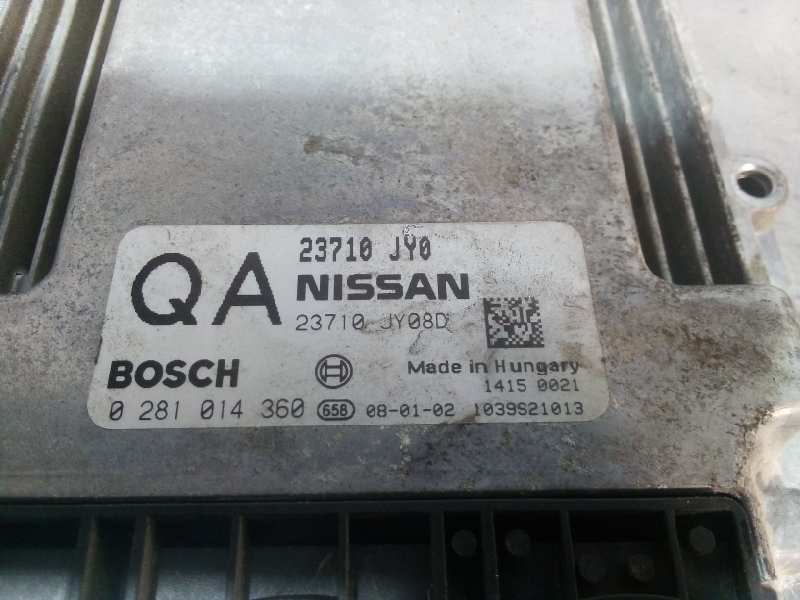 23710 JY0
QA NISSAN
23710 JY08D
BOSCH Made in Hungary
1415 0021
0 281 014 360 658 08-01-02 1039S21013